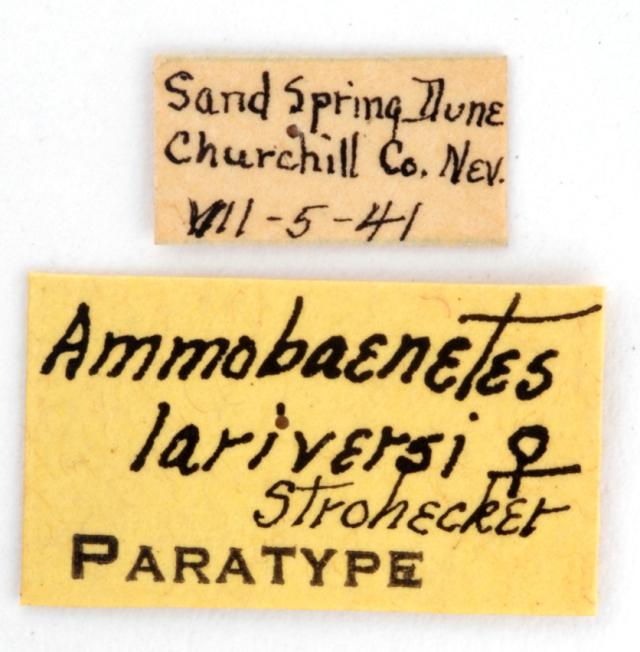 Sand Spring Dune
Churchill Co. Nev.
VII-5-41
Ammobaenetes
lariversi ♀
Strohecker
PARATYPE